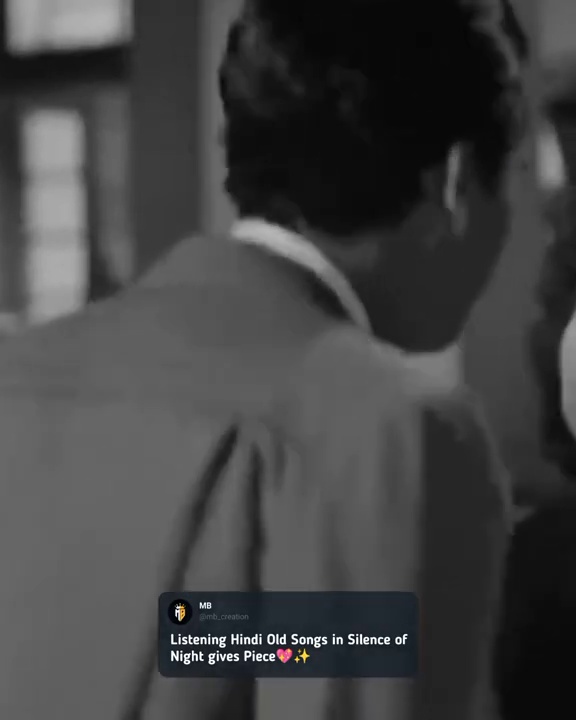 MB
@mb_creation
Listening Hindi Old Songs in Silence of
Night gives Piece💖✨